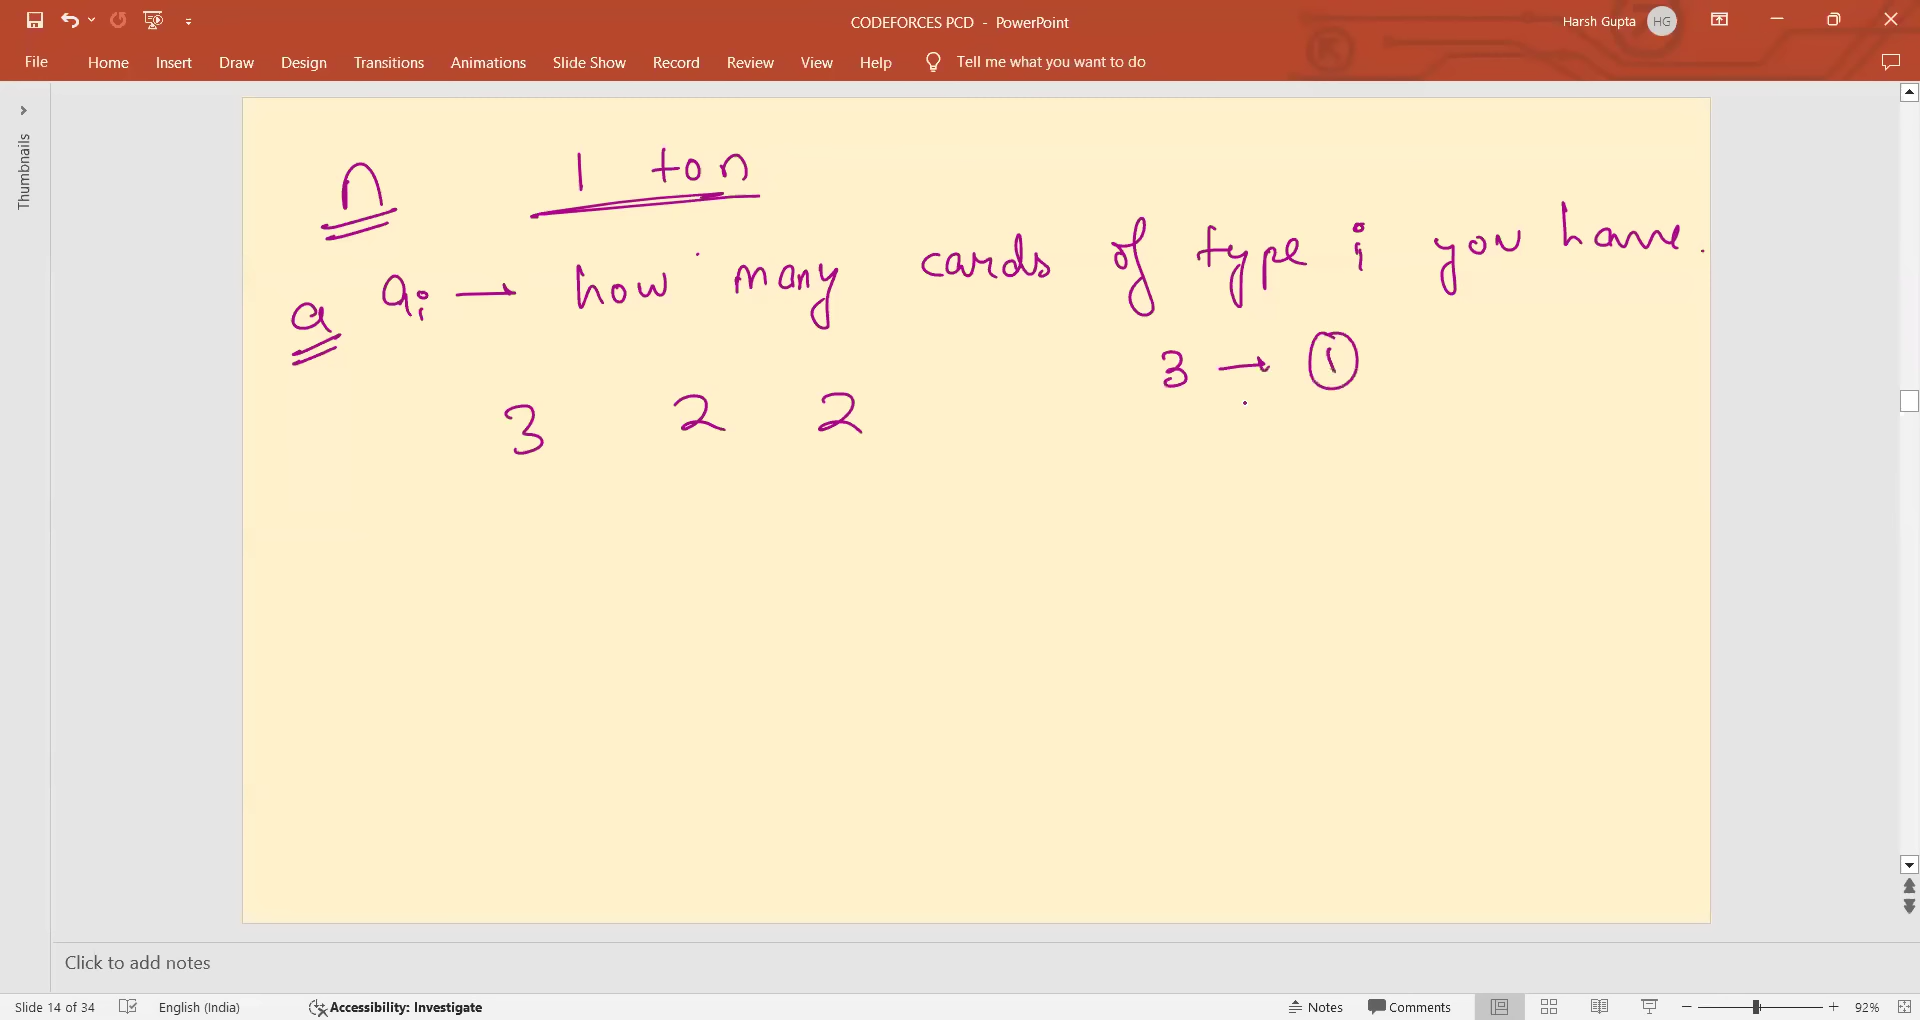 CODEFORCES PCD - PowerPoint
Harsh Gupta HG
File Home Insert Draw Design Transitions Animations Slide Show Record Review View Help Tell me what you want to do
Thumbnails
n 1 to n
a ai → how many cards of type i you have.
3 → 1
3 2 2
Click to add notes
Slide 14 of 34 English (India) Accessibility: Investigate Notes Comments 92%